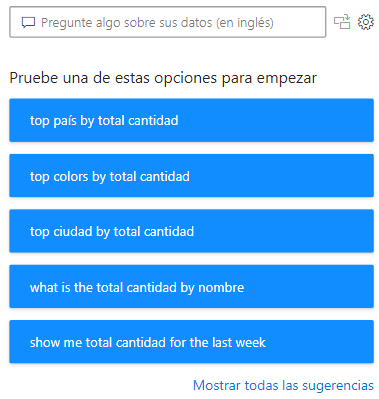 Pregunte algo sobre sus datos (en inglés)
Pruebe una de estas opciones para empezar
top país by total cantidad
top colors by total cantidad
top ciudad by total cantidad
what is the total cantidad by nombre
show me total cantidad for the last week
Mostrar todas las sugerencias